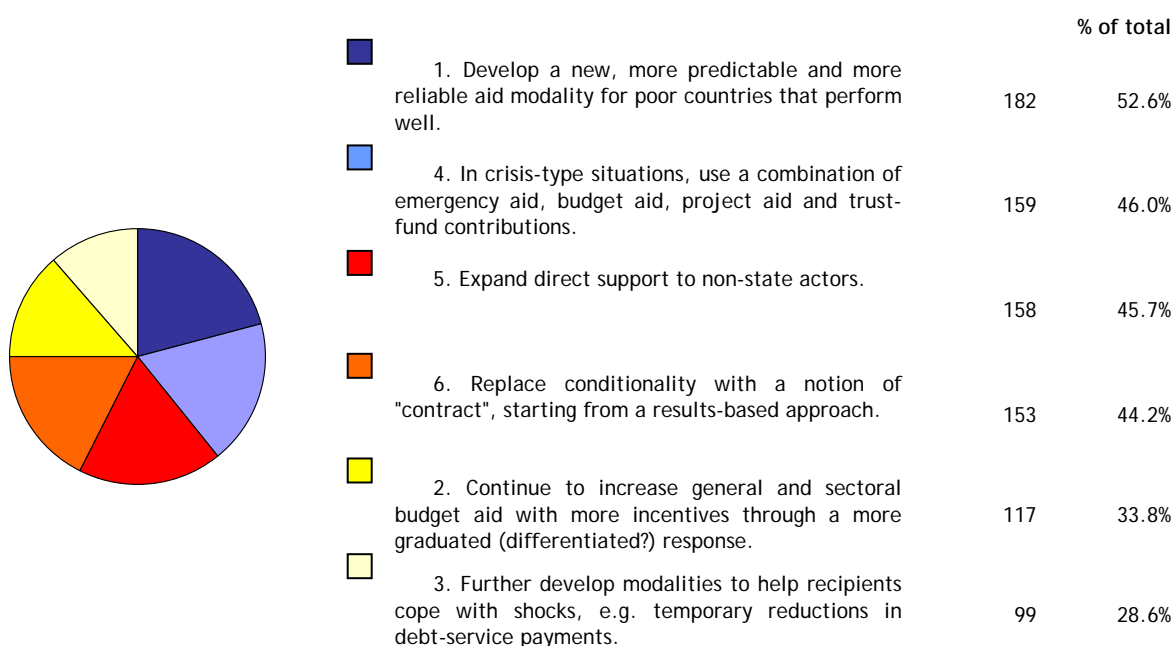 % of total
1. Develop a new, more predictable and more
reliable aid modality for poor countries that perform
well.
182 52.6%
4. In crisis-type situations, use a combination of
emergency aid, budget aid, project aid and trust-
fund contributions.
159 46.0%
5. Expand direct support to non-state actors.
158 45.7%
6. Replace conditionality with a notion of
"contract", starting from a results-based approach.
153 44.2%
2. Continue to increase general and sectoral
budget aid with more incentives through a more
graduated (differentiated?) response.
117 33.8%
3. Further develop modalities to help recipients
cope with shocks, e.g. temporary reductions in
debt-service payments.
99 28.6%